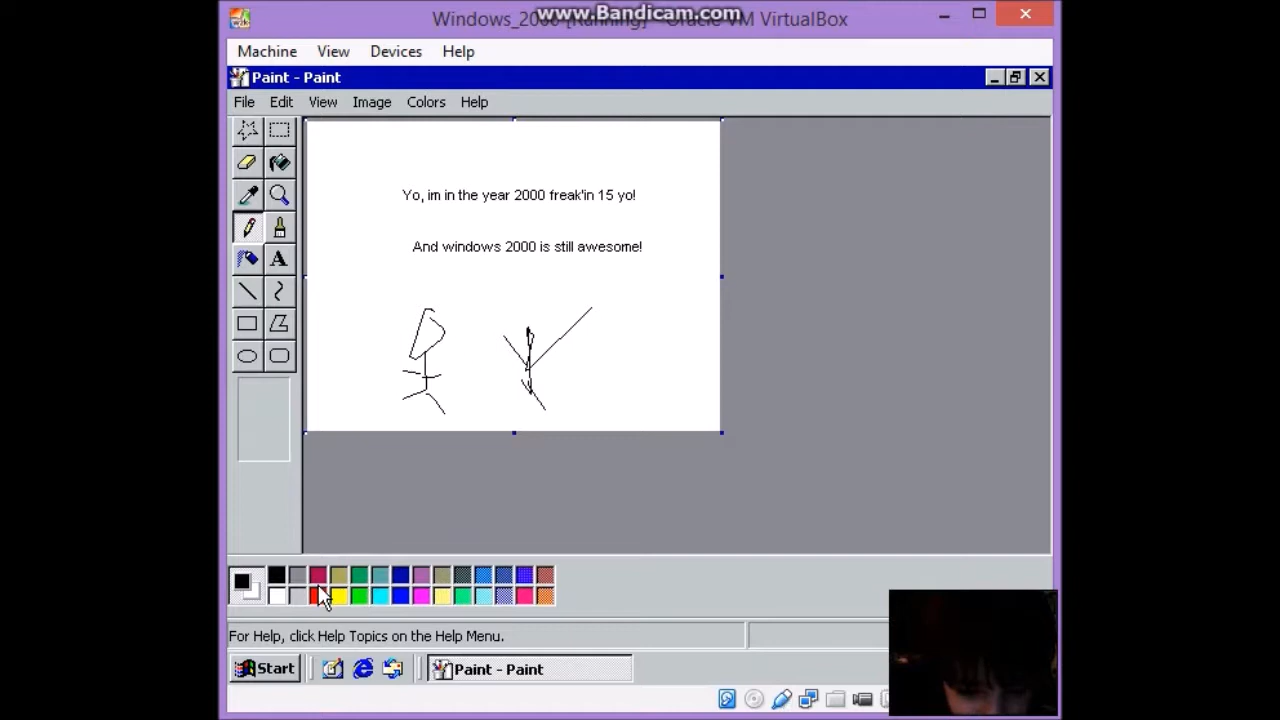 www.Bandicam.com
Windows_2000 [Running] - Oracle VM VirtualBox
Machine View Devices Help
Paint - Paint
File Edit View Image Colors Help
Yo, im in the year 2000 freak'in 15 yo!
And windows 2000 is still awesome!
For Help, click Help Topics on the Help Menu.
Start Paint - Paint